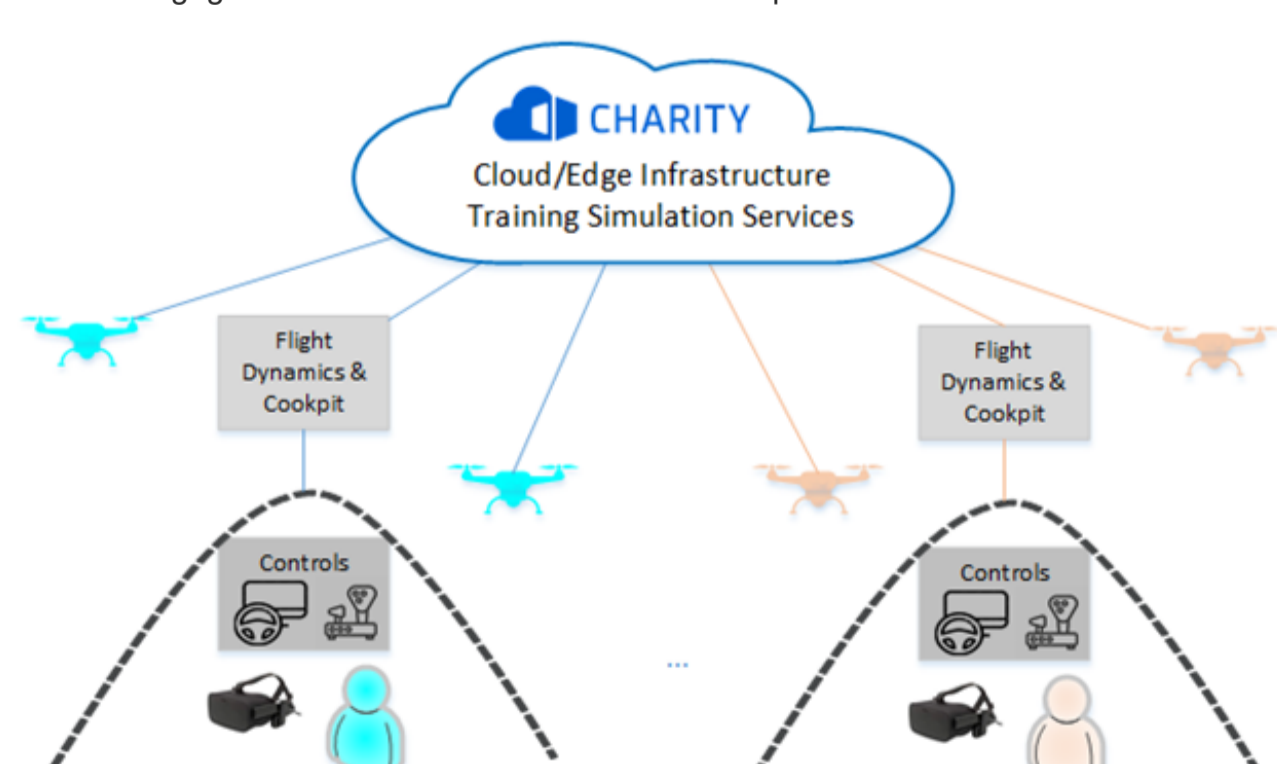 CHARITY
Cloud/Edge Infrastructure
Training Simulation Services
Flight
Dynamics &
Cookpit
Flight
Dynamics &
Cookpit
Controls
Controls
...